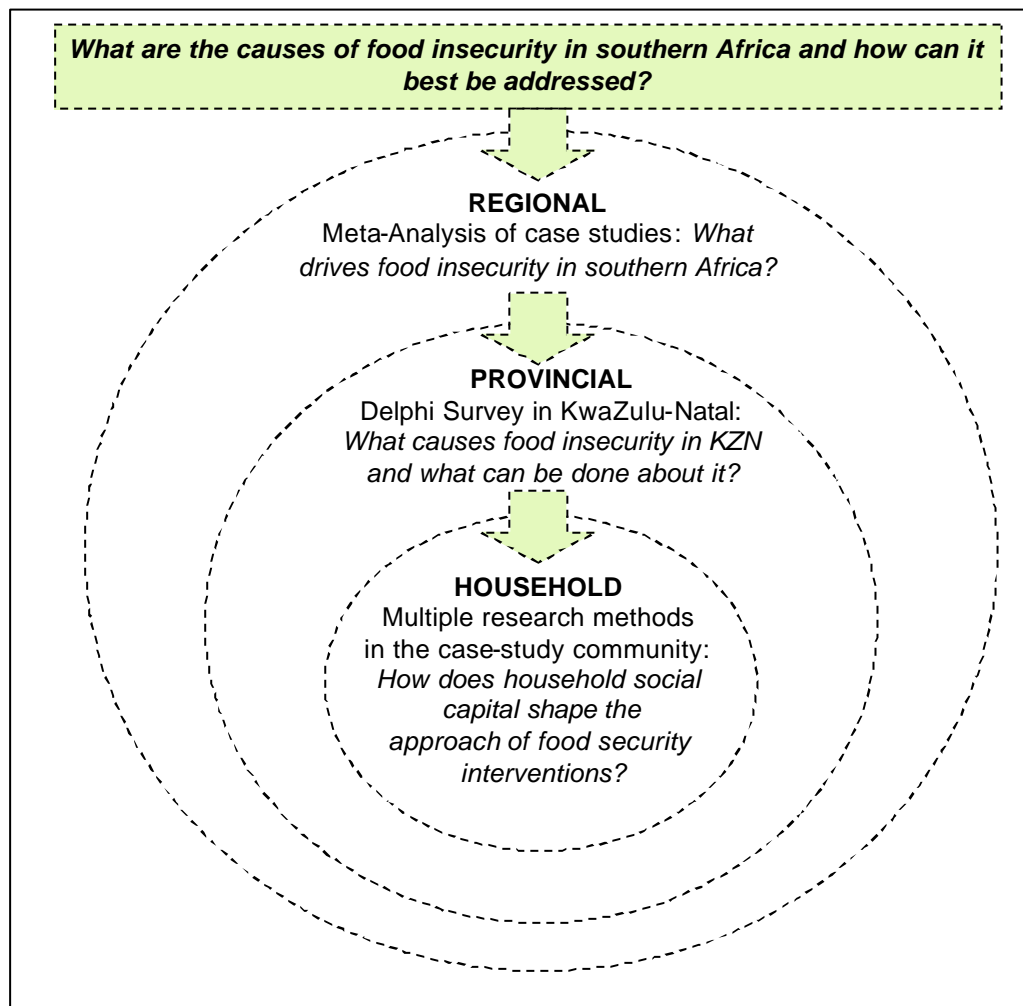 What are the causes of food insecurity in southern Africa and how can it
best be addressed?
REGIONAL
Meta-Analysis of case studies: What
drives food insecurity in southern Africa?
PROVINCIAL
Delphi Survey in KwaZulu-Natal:
What causes food insecurity in KZN
and what can be done about it?
HOUSEHOLD
Multiple research methods
in the case-study community:
How does household social
capital shape the
approach of food security
interventions?